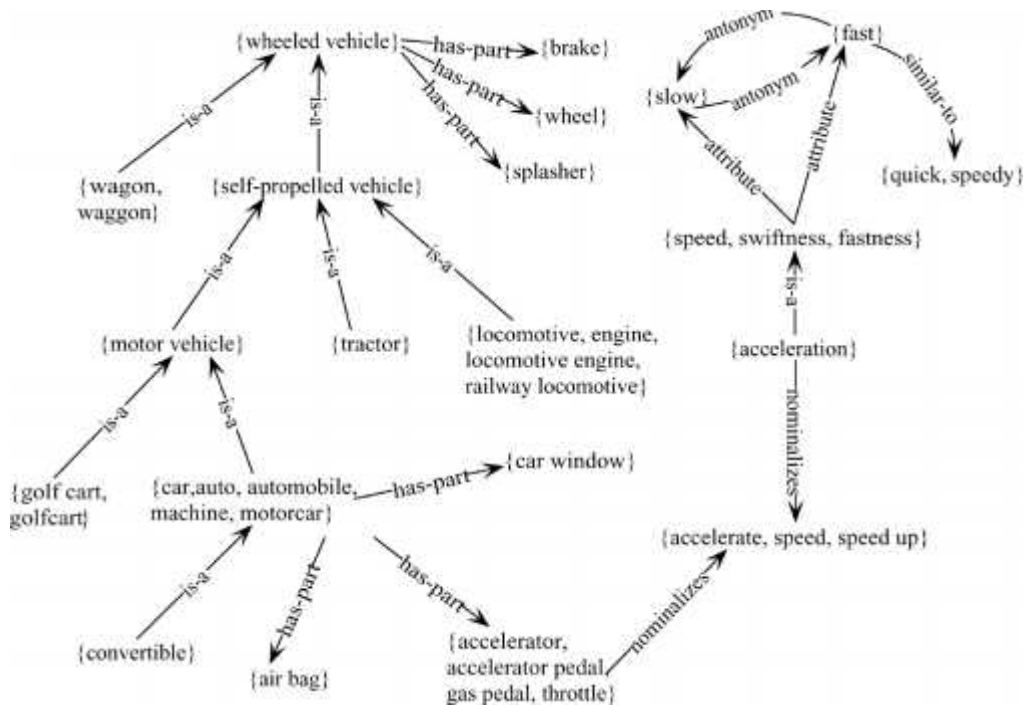 {wheeled vehicle}
has-part
{brake}
has-part
{wheel}
has-part
{splasher}
is-a
is-a
{wagon,
waggon}
{self-propelled vehicle}
is-a
is-a
is-a
{motor vehicle}
{tractor}
{locomotive, engine,
locomotive engine,
railway locomotive}
is-a
is-a
{golf cart,
golfcart}
{car,auto, automobile,
machine, motorcar}
has-part
{car window}
is-a
has-part
has-part
{convertible}
{air bag}
{accelerator,
accelerator pedal,
gas pedal, throttle}
nominalizes
antonym
{fast}
{slow}
antonym
similar-to
attribute
attribute
{quick, speedy}
{speed, swiftness, fastness}
is-a
{acceleration}
nominalizes
{accelerate, speed, speed up}